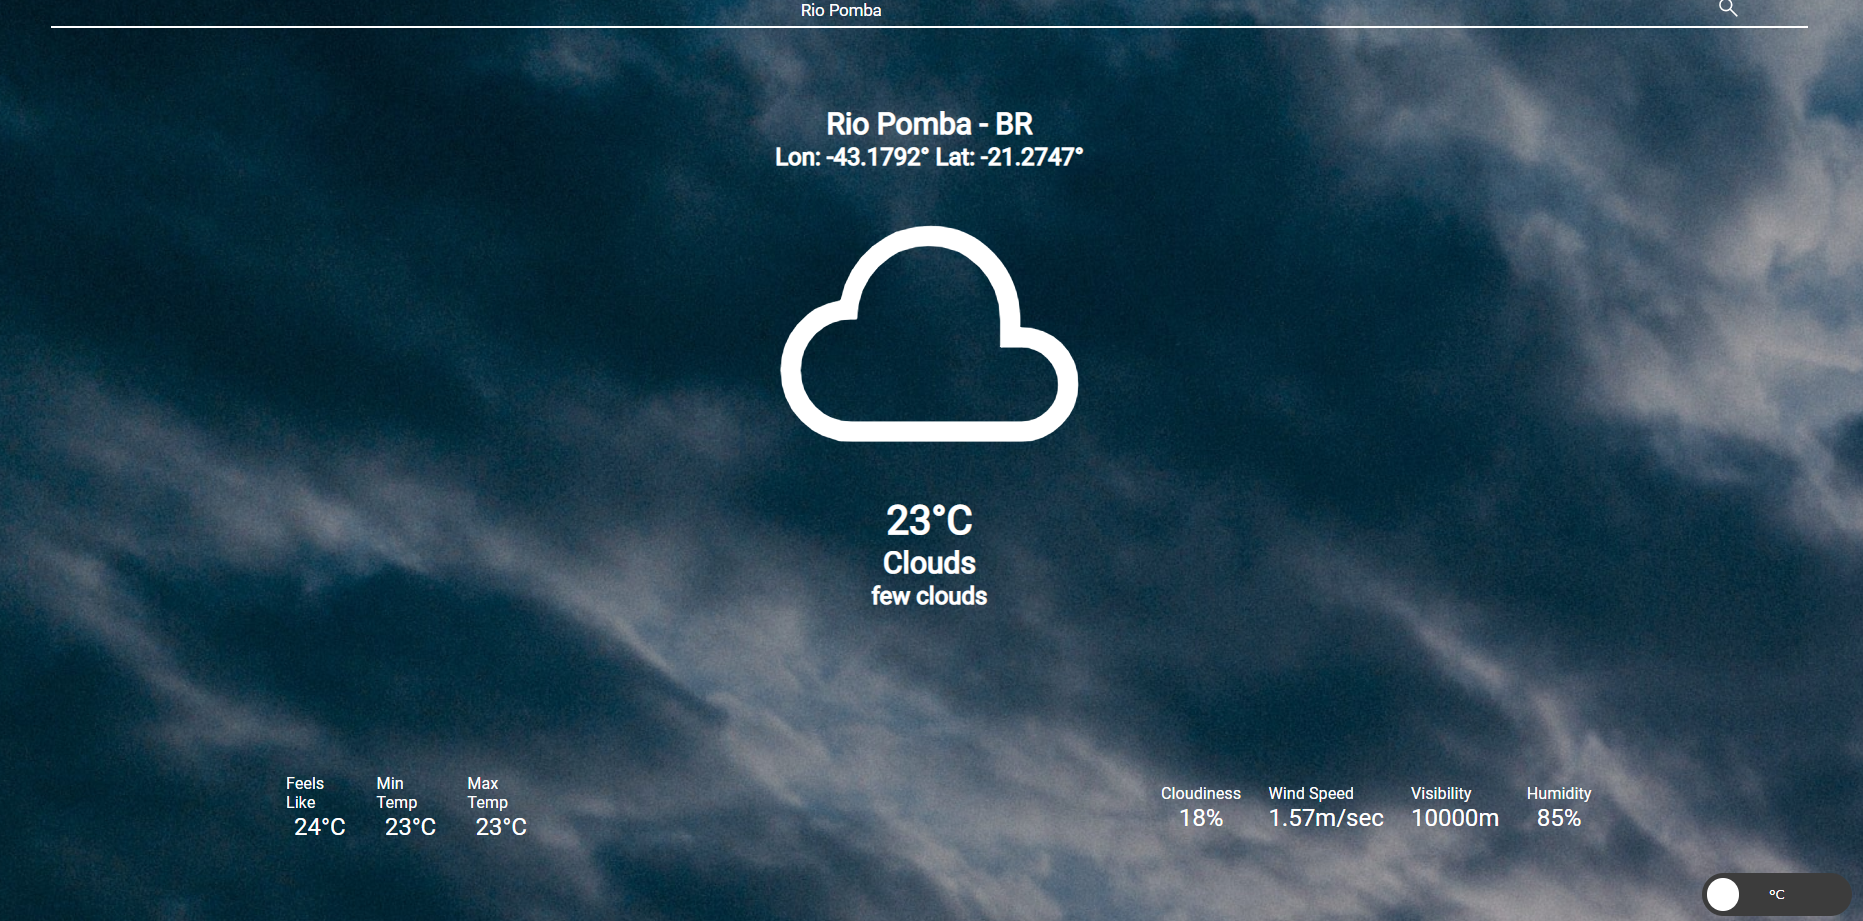 Rio Pomba
Rio Pomba - BR
Lon: -43.1792° Lat: -21.2747°
23°C
Clouds
few clouds
Feels
Like
24°C
Min
Temp
23°C
Max
Temp
23°C
Cloudiness
18%
Wind Speed
1.57m/sec
Visibility
10000m
Humidity
85%
ºC